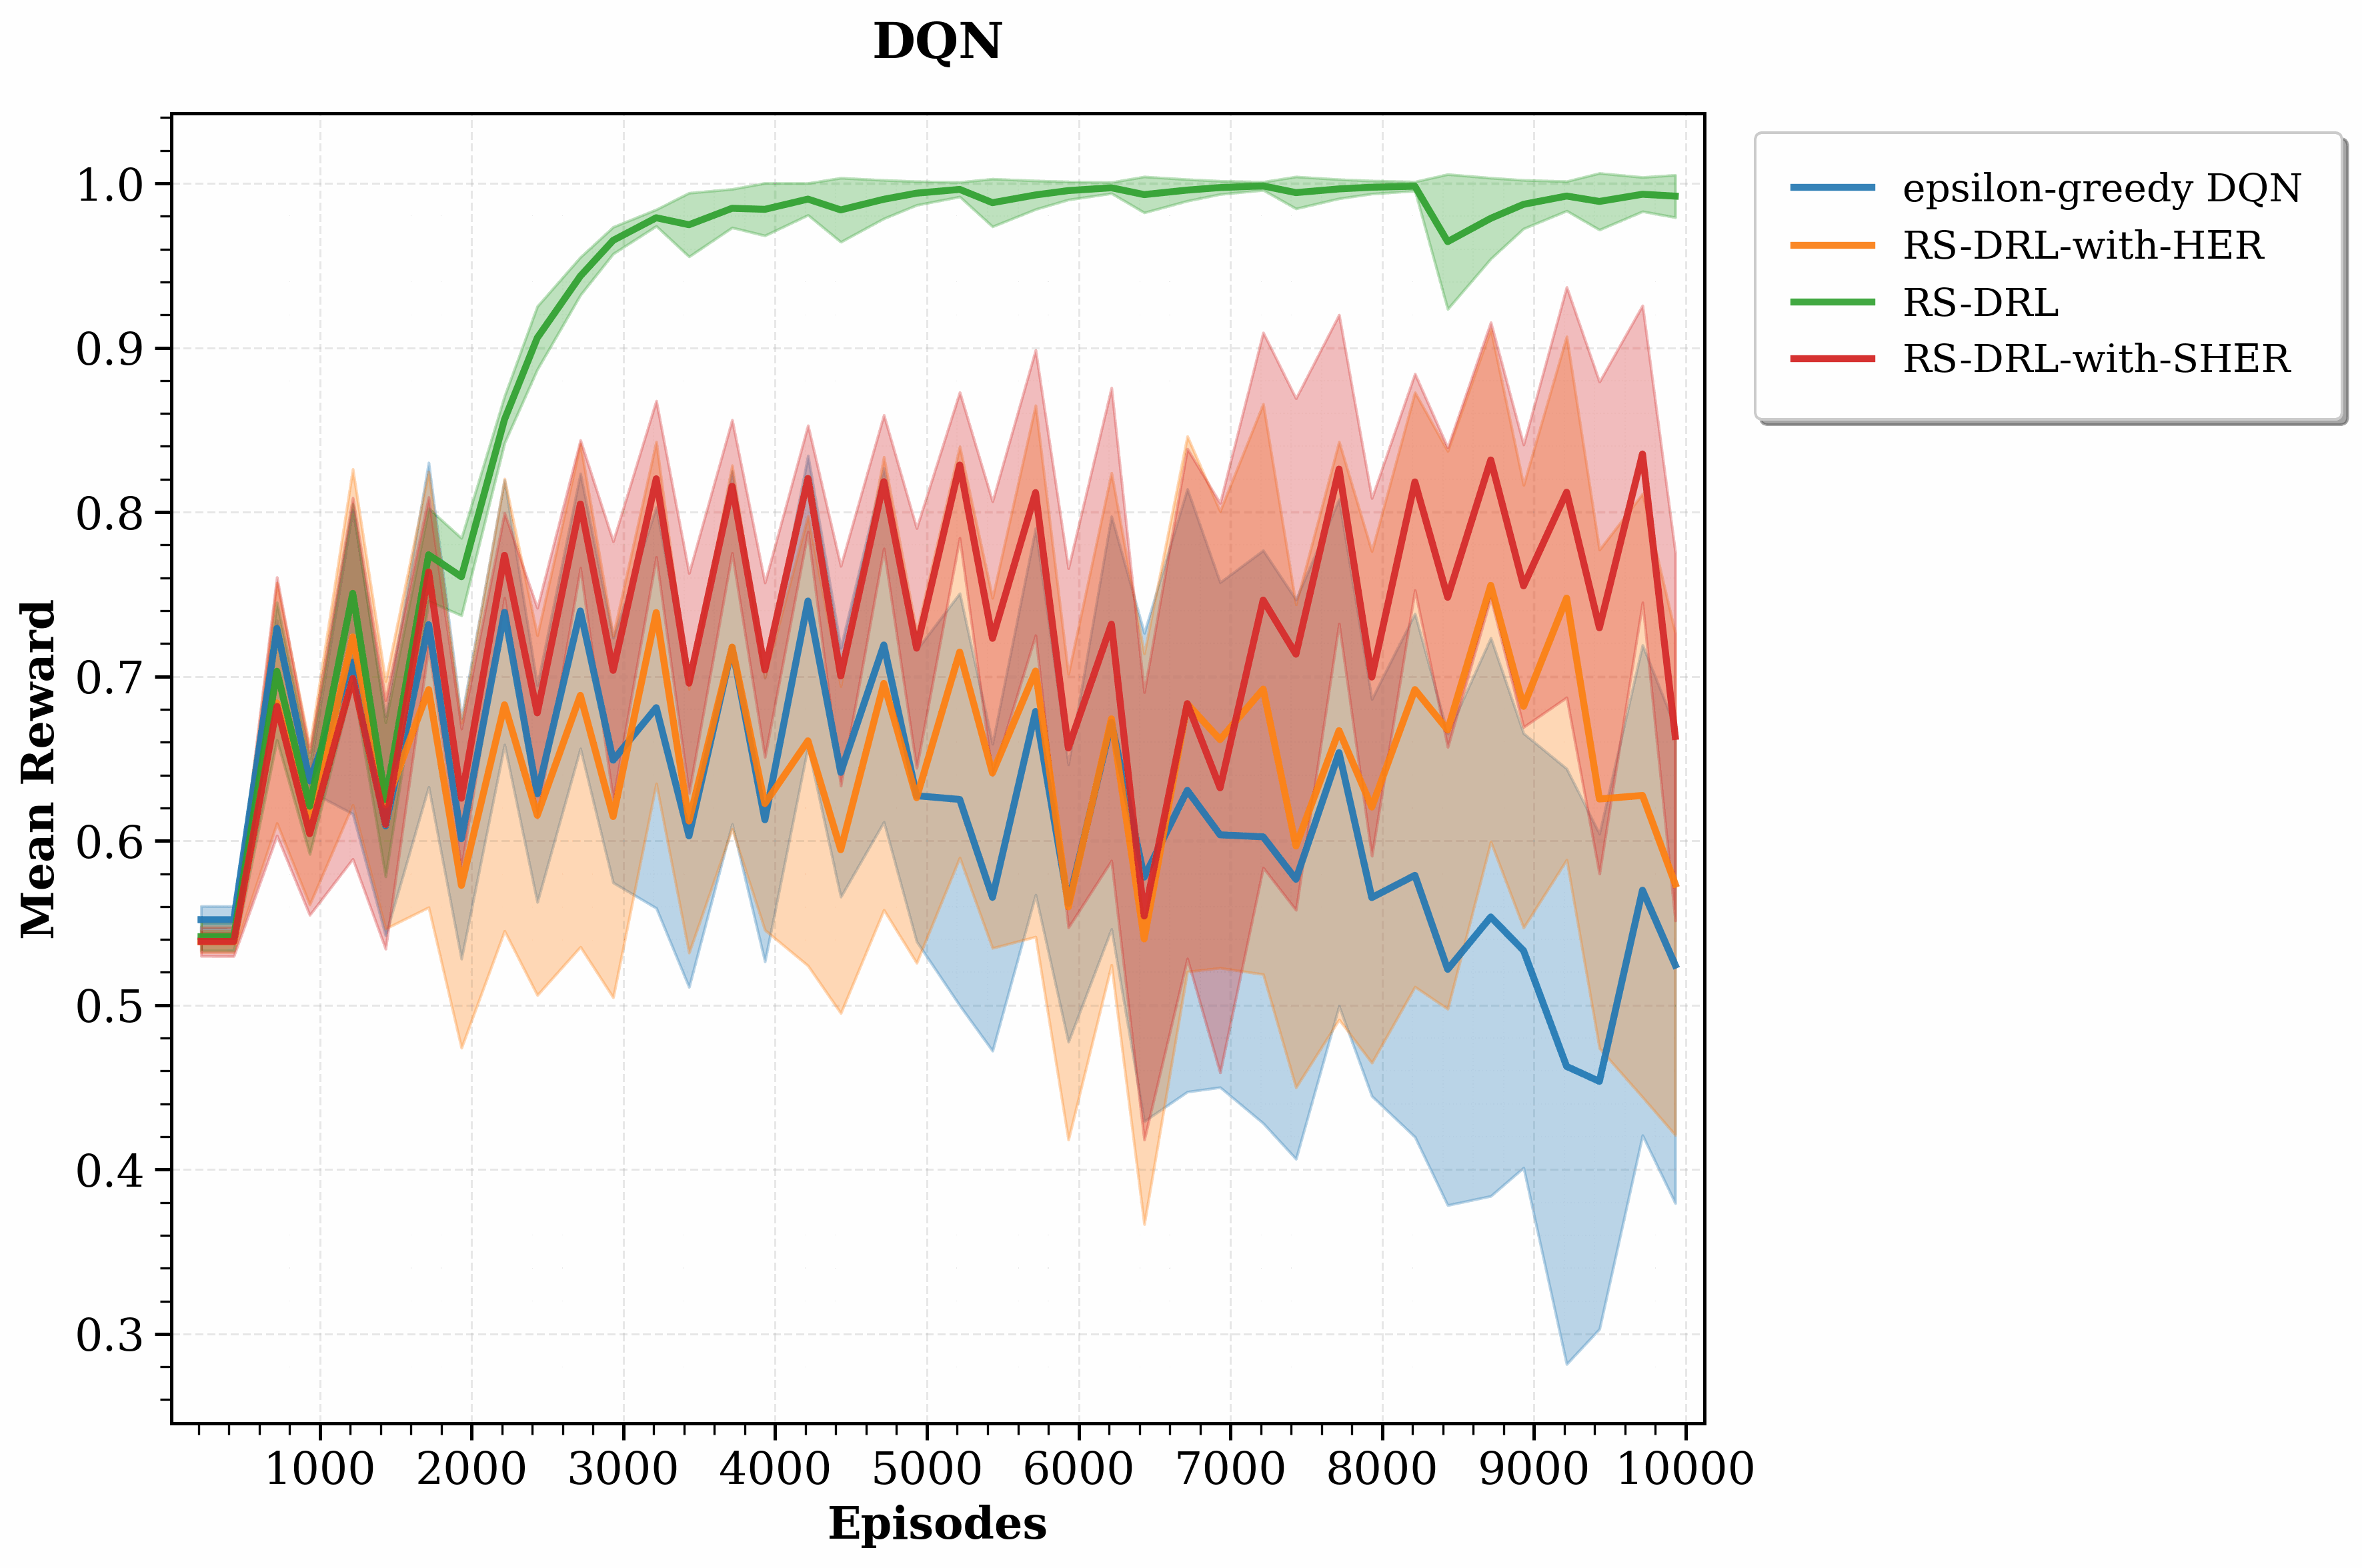 DQN
epsilon-greedy DQN
RS-DRL-with-HER
RS-DRL
RS-DRL-with-SHER
Mean Reward
1.0
0.9
0.8
0.7
0.6
0.5
0.4
0.3
1000 2000 3000 4000 5000 6000 7000 8000 9000 10000
Episodes